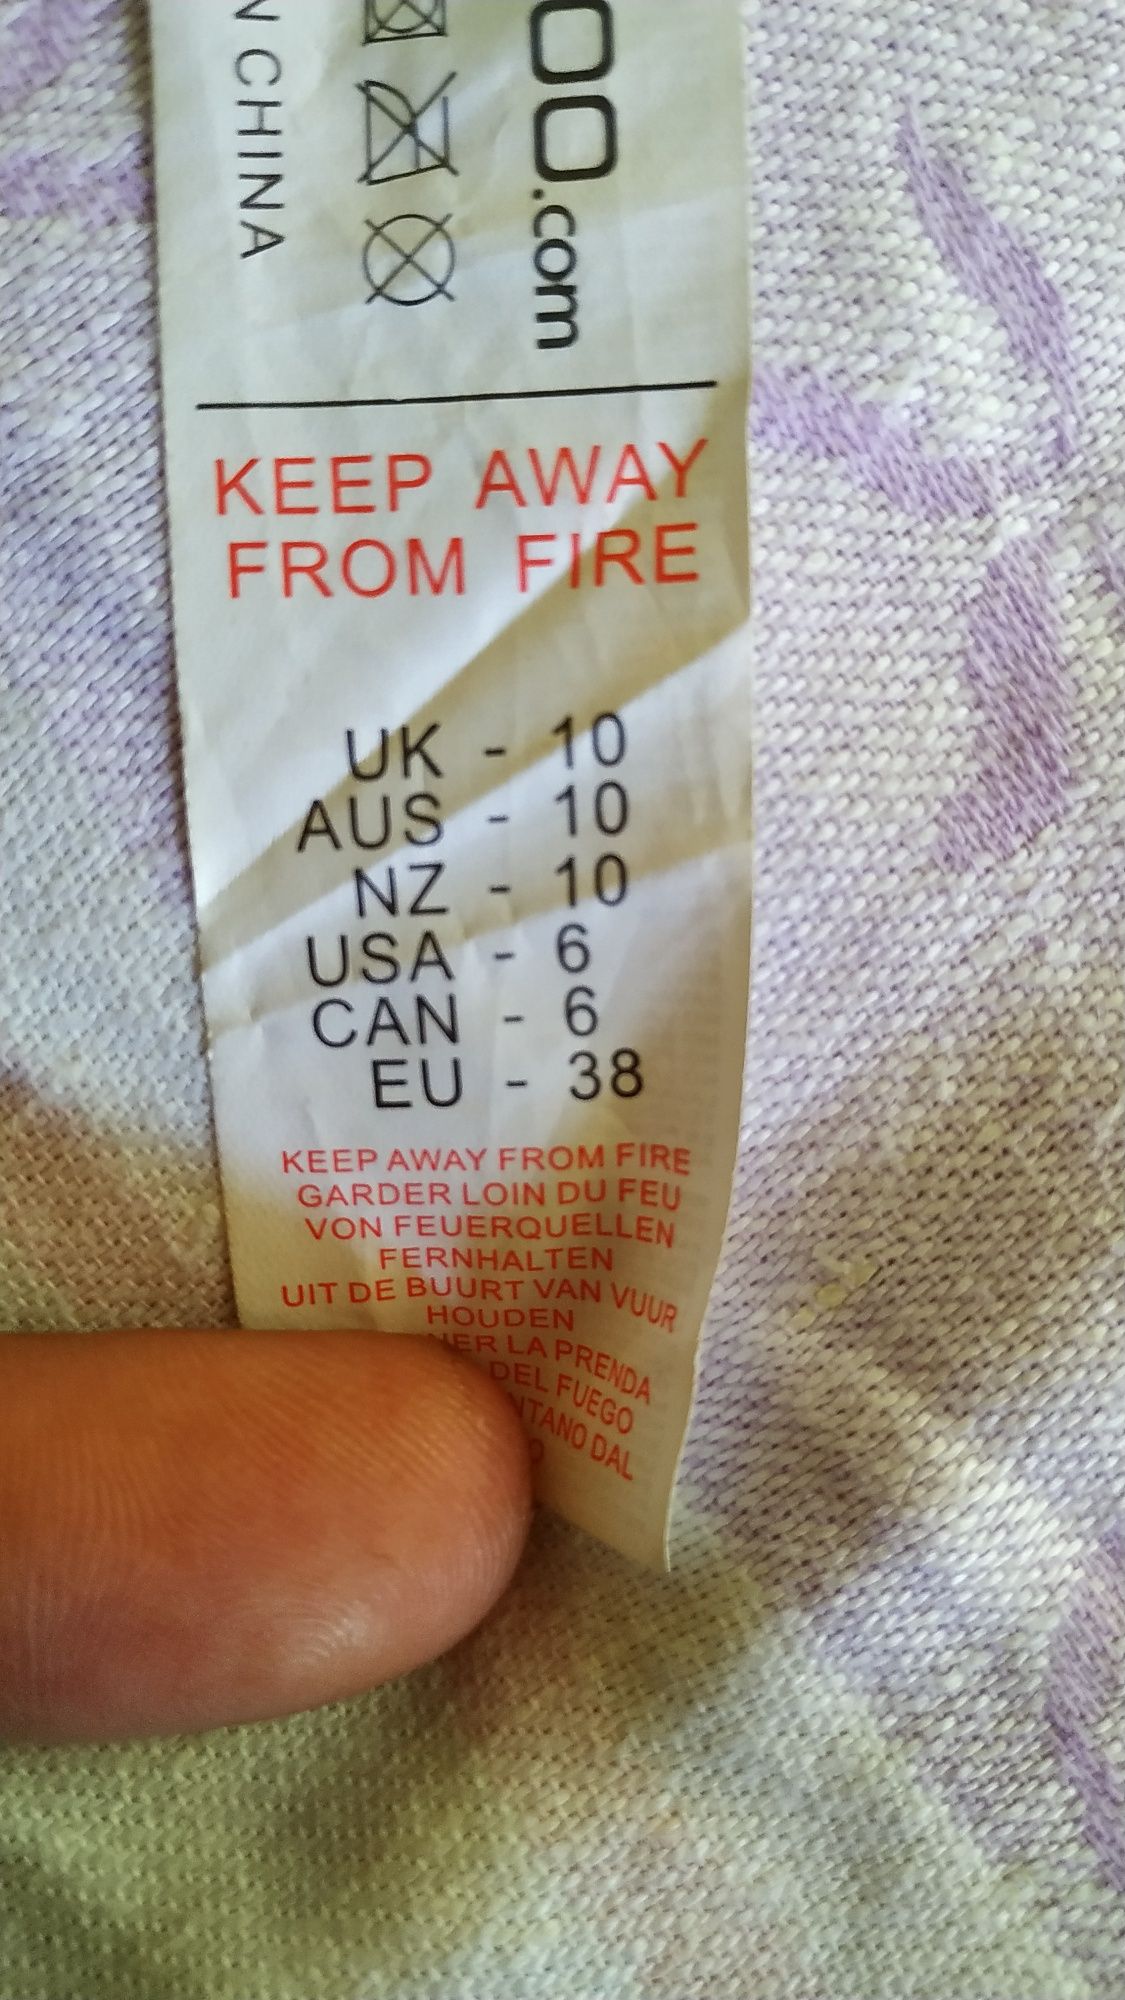 CHINA
.com
KEEP AWAY
FROM FIRE
UK - 10
AUS - 10
NZ - 10
USA - 6
CAN - 6
EU - 38
KEEP AWAY FROM FIRE
GARDER LOIN DU FEU
VON FEUERQUELLEN
FERNHALTEN
UIT DE BUURT VAN VUUR
HOUDEN
LA PRENDA
DEL FUEGO
DAL